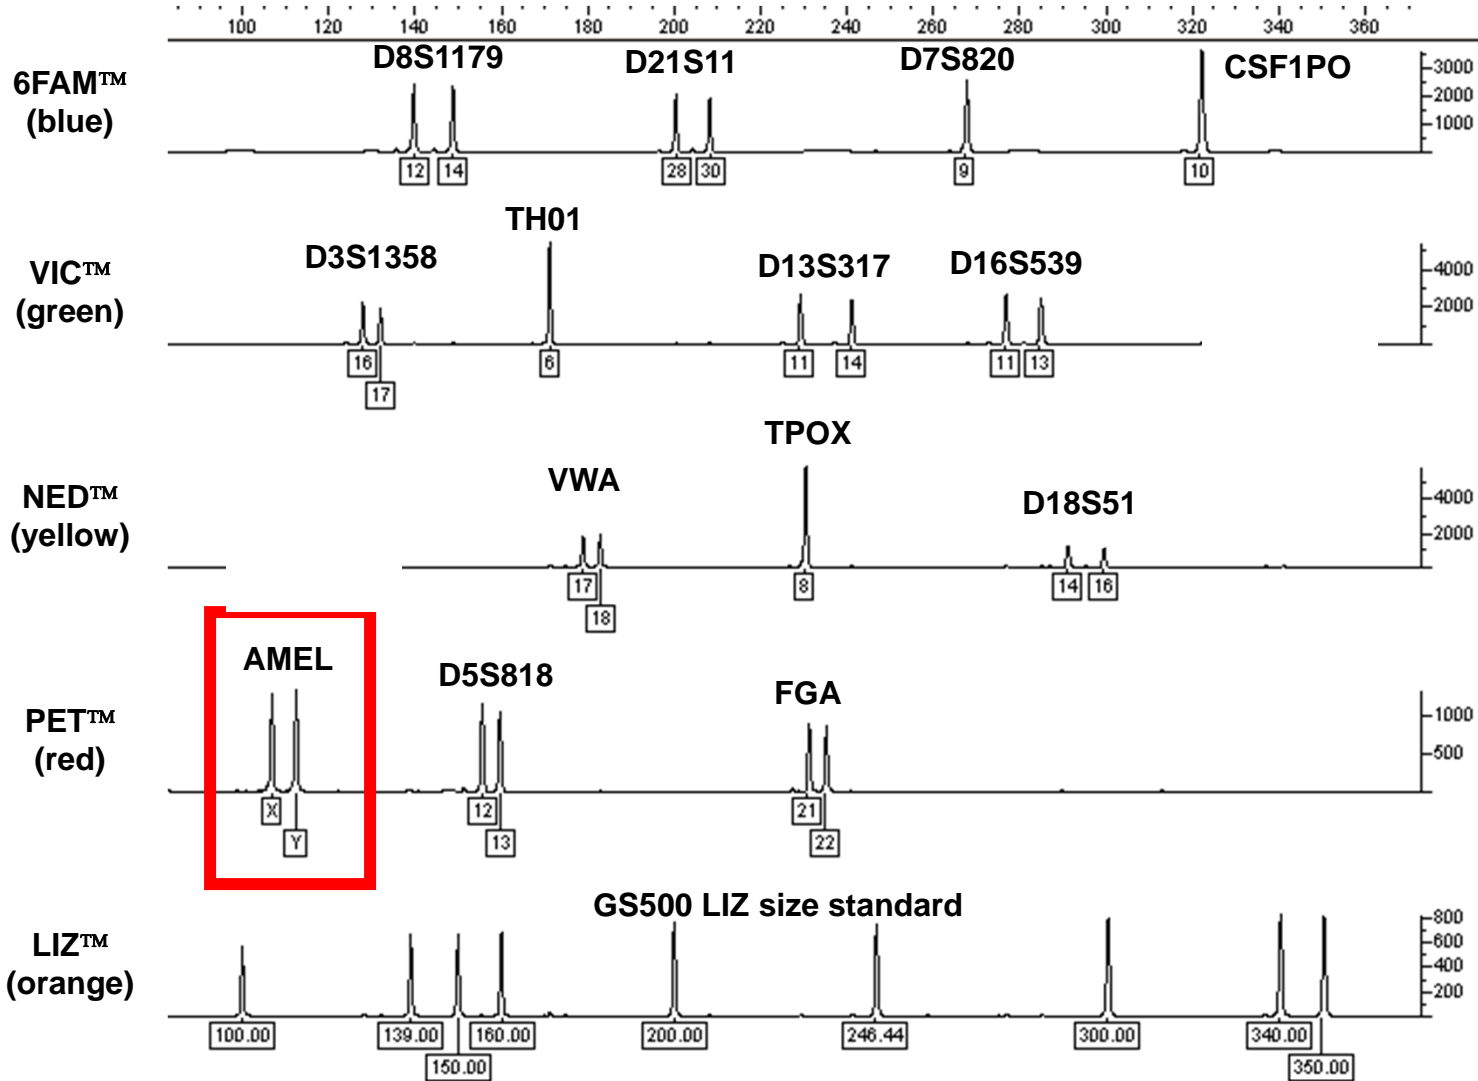 100 120 140 160 180 200 220 240 260 280 300 320 340 360
D8S1179 D21S11 D7S820 CSF1PO
6FAM™
(blue)
3000
2000
1000
12 14 28 30 9 10
TH01
D3S1358 D13S317 D16S539
VIC™
(green)
4000
2000
16 6 11 14 11 13
17
TPOX
VWA D18S51
NED™
(yellow)
4000
2000
17 8 14 16
18
AMEL D5S818 FGA
PET™
(red)
1000
500
X 12 21
Y 13 22
GS500 LIZ size standard
LIZ™
(orange)
800
600
400
200
100.00 139.00 160.00 200.00 246.44 300.00 340.00
150.00 350.00